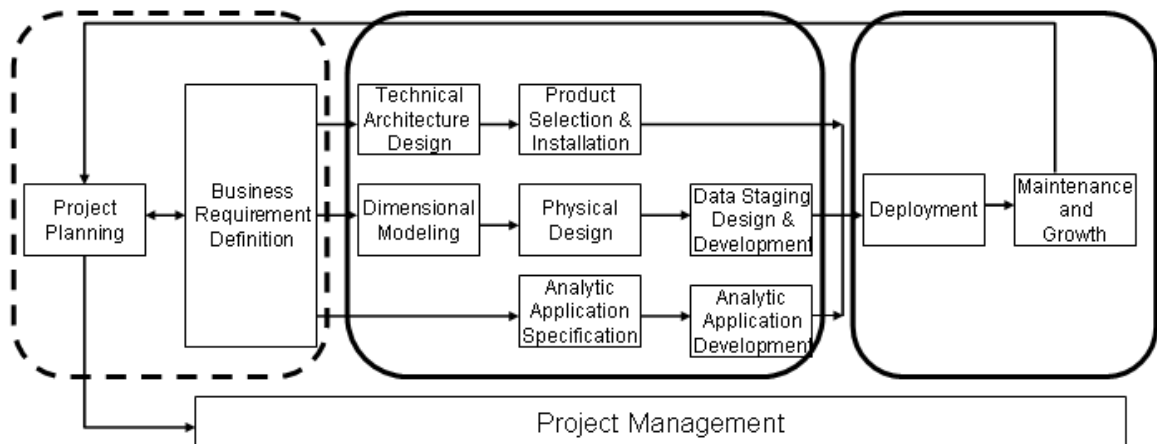 Project
Planning
Business
Requirement
Definition
Technical
Architecture
Design
Product
Selection &
Installation
Dimensional
Modeling
Physical
Design
Data Staging
Design &
Development
Analytic
Application
Specification
Analytic
Application
Development
Deployment
Maintenance
and
Growth
Project Management